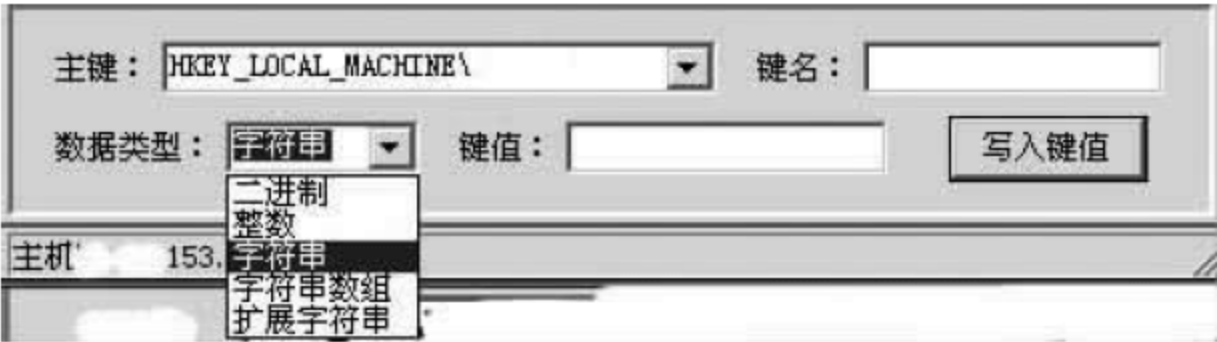 主键： HKEY_LOCAL_MACHINE\ 键名：
数据类型： 字符串 键值： 写入键值
二进制
整数
主机 153. 字符串
字符串数组
扩展字符串